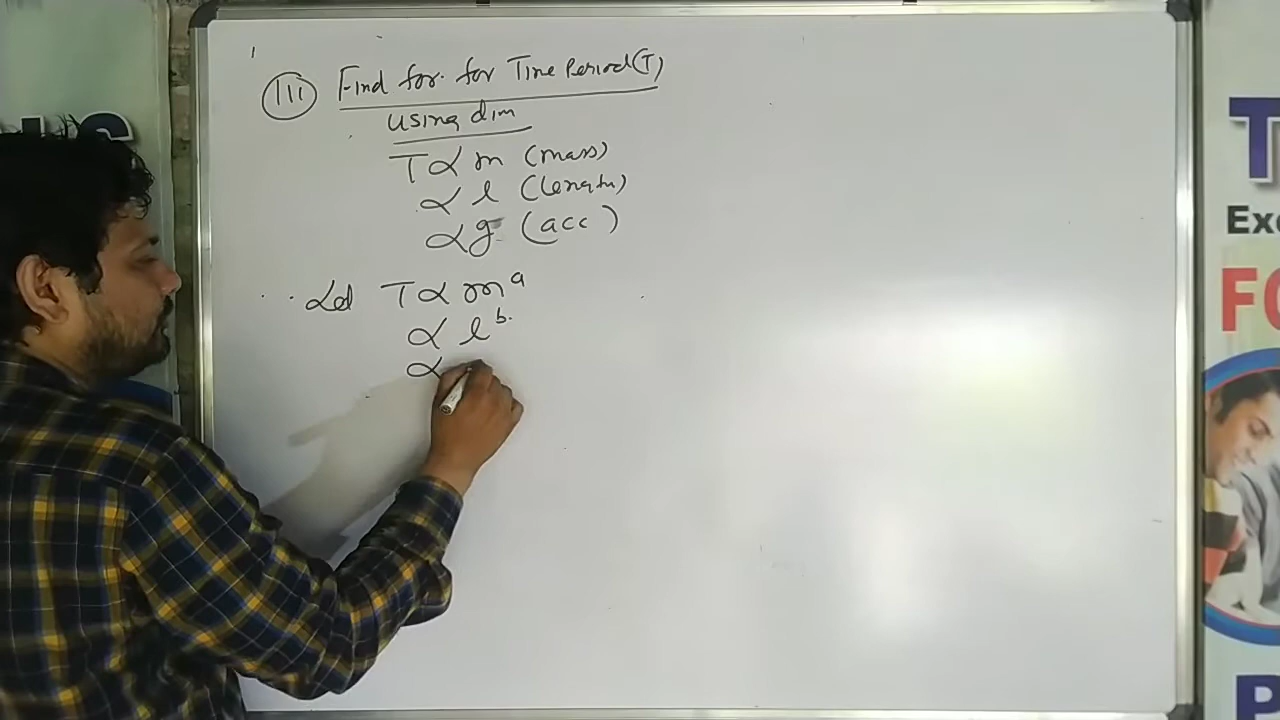 III Find for. for Time Period (T)
using dim
T ∝ m (mass)
∝ l (length)
∝ g (acc)
Let T ∝ m^a
∝ l^b
∝
T
Exc
FO
P